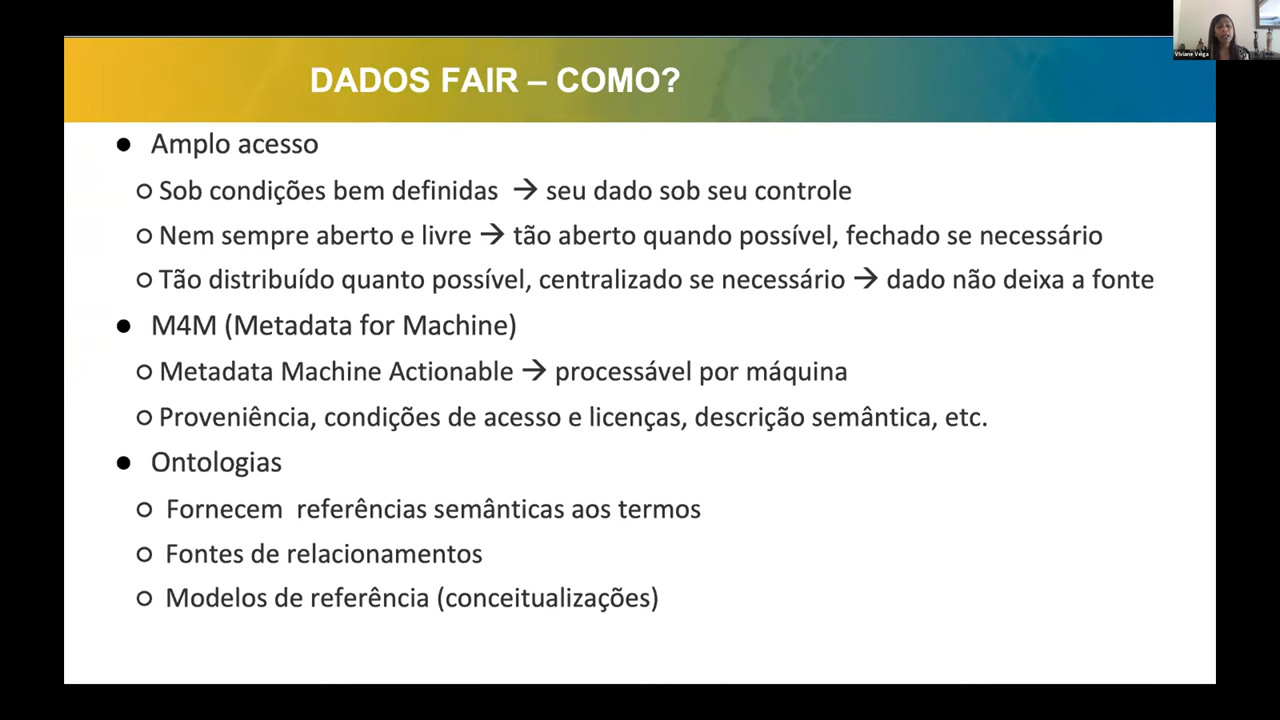 Viviane Veiga
DADOS FAIR – COMO?
● Amplo acesso
○ Sob condições bem definidas → seu dado sob seu controle
○ Nem sempre aberto e livre → tão aberto quando possível, fechado se necessário
○ Tão distribuído quanto possível, centralizado se necessário → dado não deixa a fonte
● M4M (Metadata for Machine)
○ Metadata Machine Actionable → processável por máquina
○ Proveniência, condições de acesso e licenças, descrição semântica, etc.
● Ontologias
○ Fornecem referências semânticas aos termos
○ Fontes de relacionamentos
○ Modelos de referência (conceitualizações)